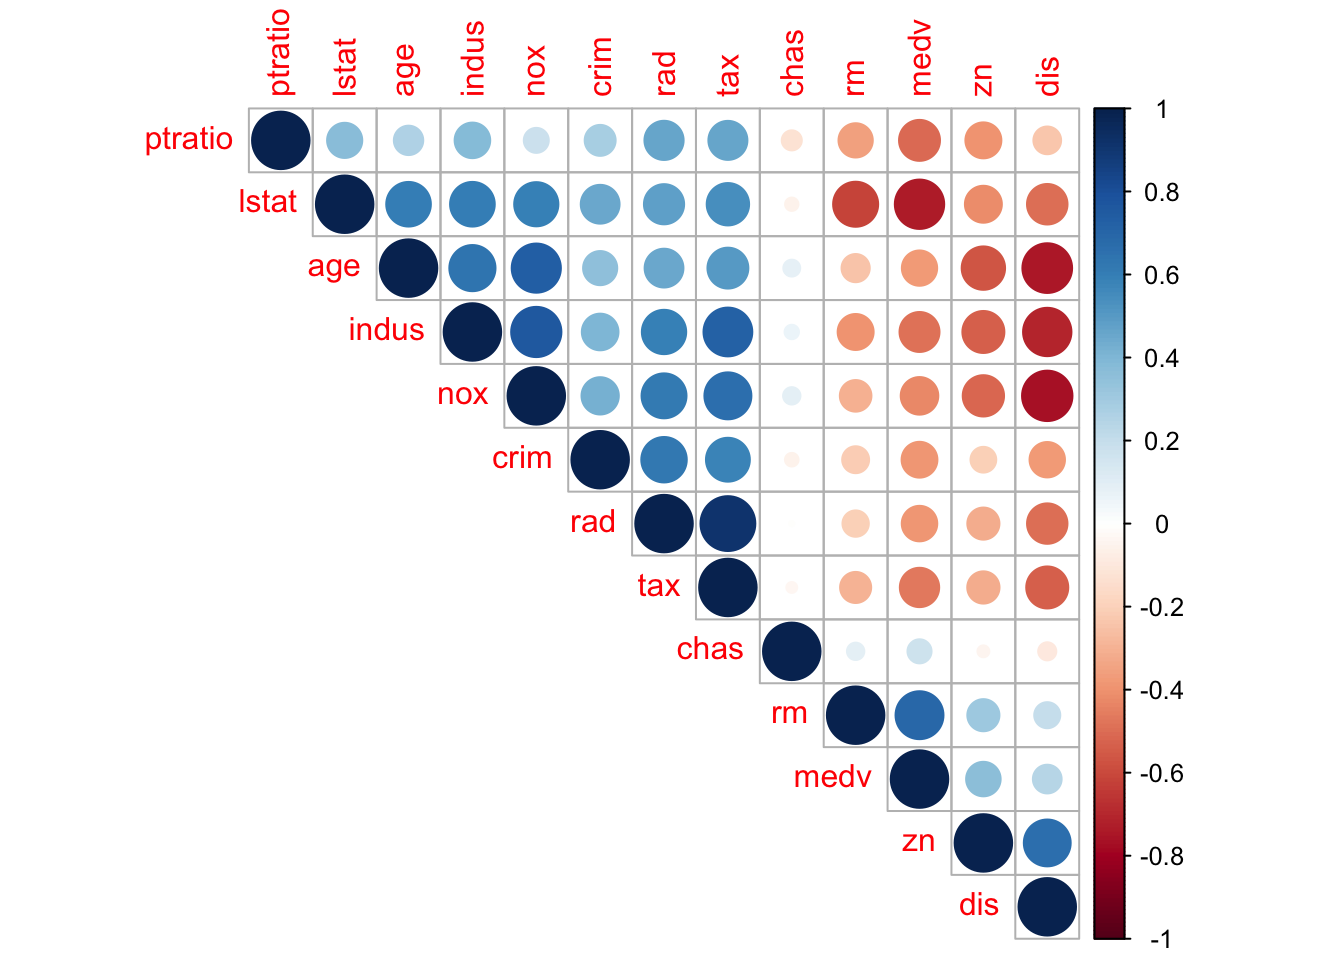 ptratio
lstat
age
indus
nox
crim
rad
tax
chas
rm
medv
zn
dis
ptratio
lstat
age
indus
nox
crim
rad
tax
chas
rm
medv
zn
dis
1
0.8
0.6
0.4
0.2
0
-0.2
-0.4
-0.6
-0.8
-1